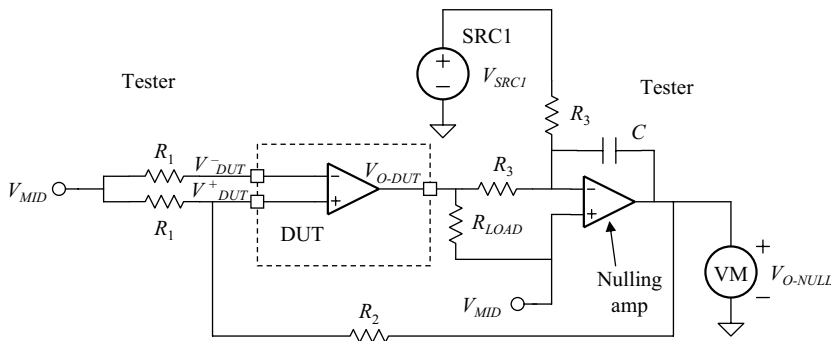 SRC1
+
−
V_SRC1
Tester
Tester
R_3
C
R_1
V^−_DUT
V_MID
V^+_DUT
R_1
−
+
V_O-DUT
DUT
R_3
R_LOAD
−
+
Nulling
amp
V_MID
VM
+
−
V_O-NULL
R_2